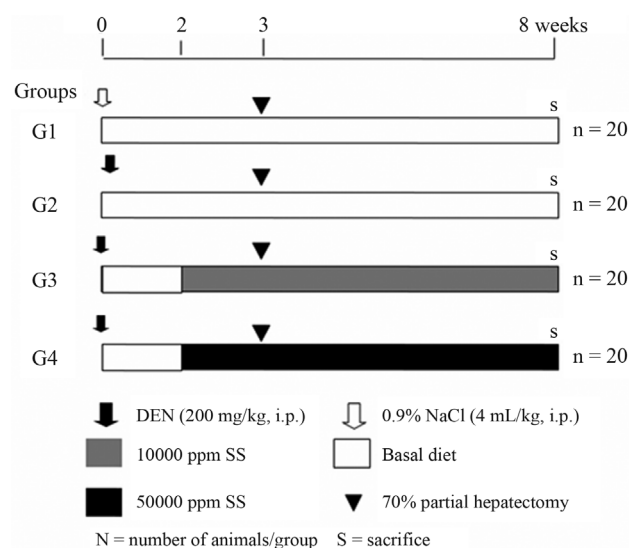 0 2 3 8 weeks
Groups
s
G1 n = 20
s
G2 n = 20
s
G3 n = 20
s
G4 n = 20
DEN (200 mg/kg, i.p.) 0.9% NaCl (4 mL/kg, i.p.)
10000 ppm SS Basal diet
50000 ppm SS 70% partial hepatectomy
N = number of animals/group S = sacrifice